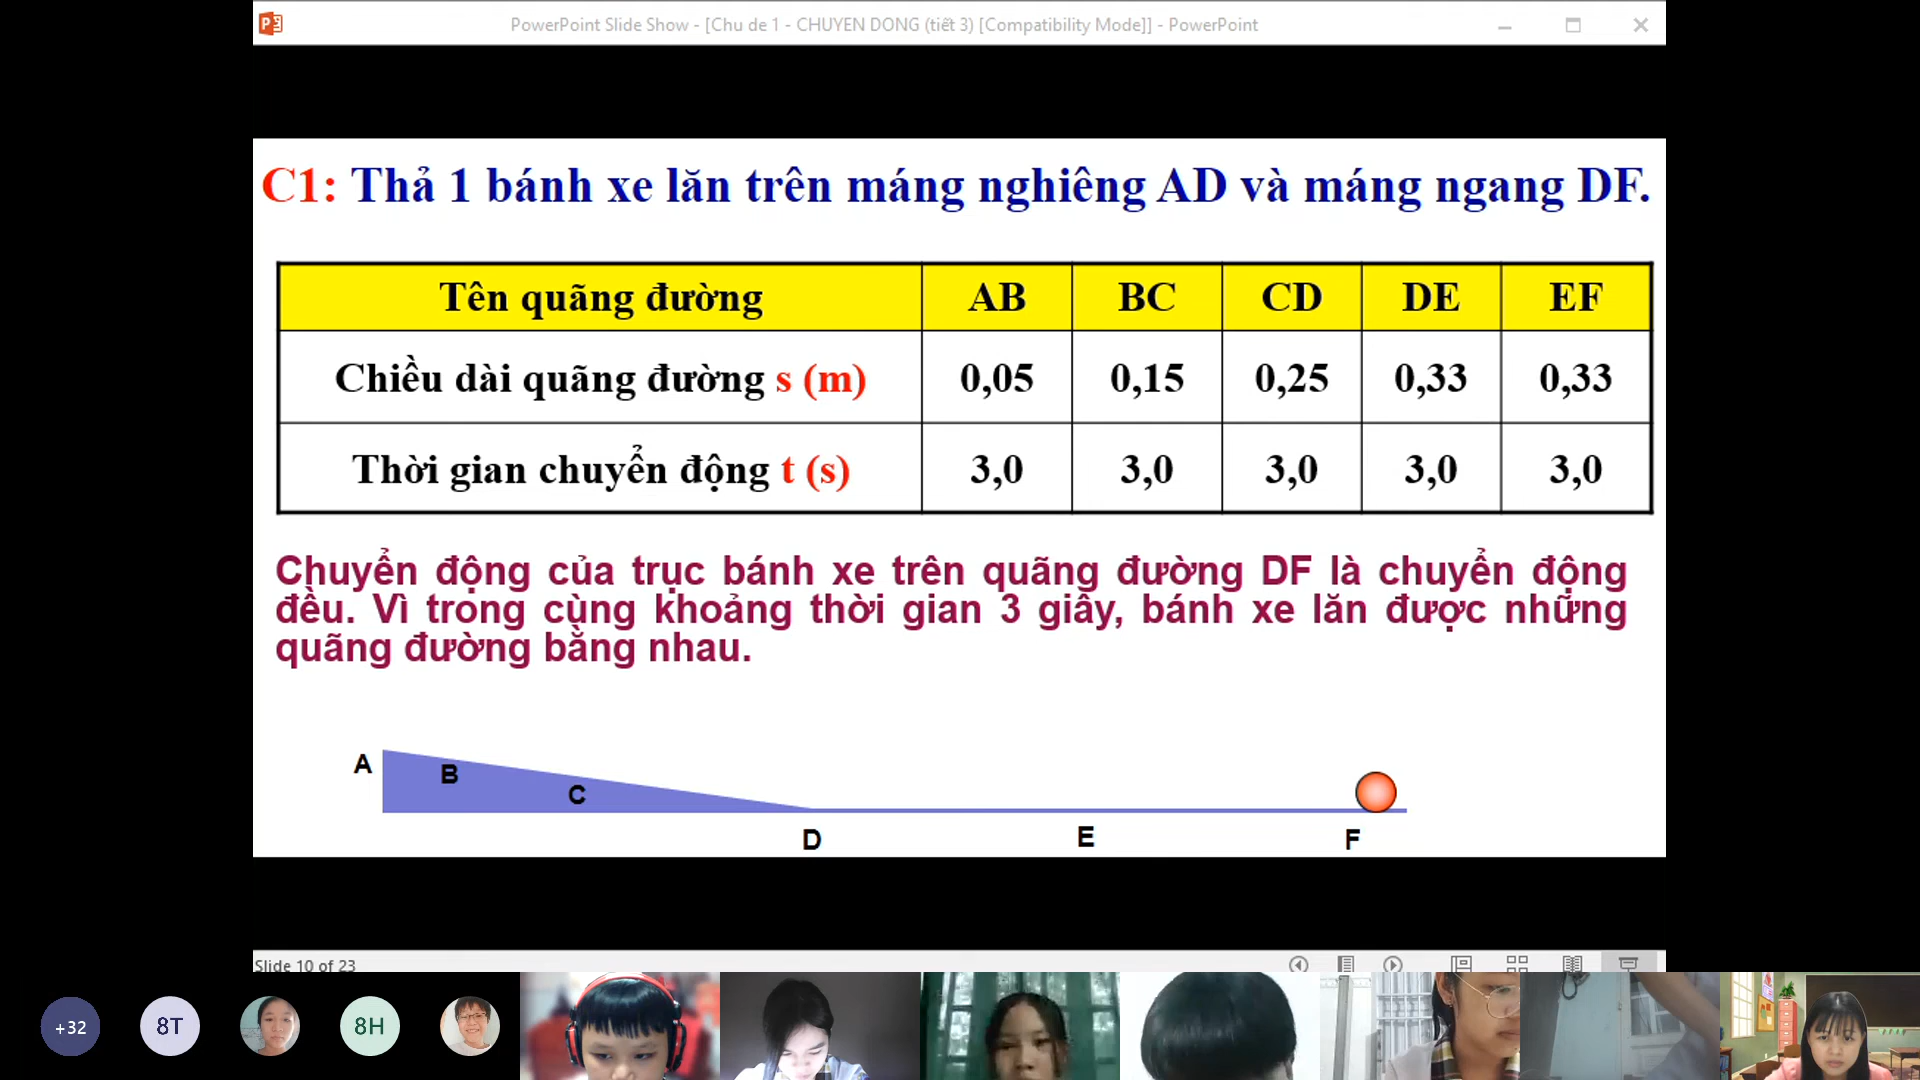 PowerPoint Slide Show - [Chu de 1 - CHUYEN DONG (tiết 3) [Compatibility Mode]] - PowerPoint
C1: Thả 1 bánh xe lăn trên máng nghiêng AD và máng ngang DF.
Tên quãng đường AB BC CD DE EF
Chiều dài quãng đường s (m) 0,05 0,15 0,25 0,33 0,33
Thời gian chuyển động t (s) 3,0 3,0 3,0 3,0 3,0
Chuyển động của trục bánh xe trên quãng đường DF là chuyển động
đều. Vì trong cùng khoảng thời gian 3 giây, bánh xe lăn được những
quãng đường bằng nhau.
A
B
C
D
E
F
Slide 10 of 23
+32
8T
8H